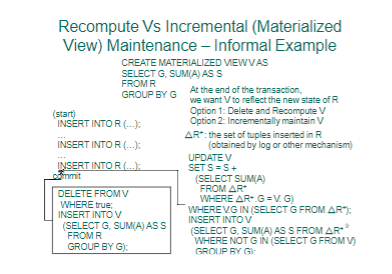 Recompute Vs Incremental (Materialized
View) Maintenance – Informal Example
CREATE MATERIALIZED VIEW V AS
SELECT G, SUM(A) AS S
FROM R
GROUP BY G
At the end of the transaction,
we want V to reflect the new state of R
Option 1: Delete and Recompute V
Option 2: Incrementally maintain V
(start)
INSERT INTO R (...);
...
INSERT INTO R (...);
...
INSERT INTO R (...);
commit
DELETE FROM V
WHERE true;
INSERT INTO V
(SELECT G, SUM(A) AS S
FROM R
GROUP BY G);
△R⁺: the set of tuples inserted in R
(obtained by log or other mechanism)
UPDATE V
SET S = S +
(SELECT SUM(A)
FROM △R⁺
WHERE △R⁺.G = V. G)
WHERE V.G IN (SELECT G FROM △R⁺);
INSERT INTO V
(SELECT G, SUM(A) AS S FROM △R⁺
WHERE NOT G IN (SELECT G FROM V)
GROUP BY G);